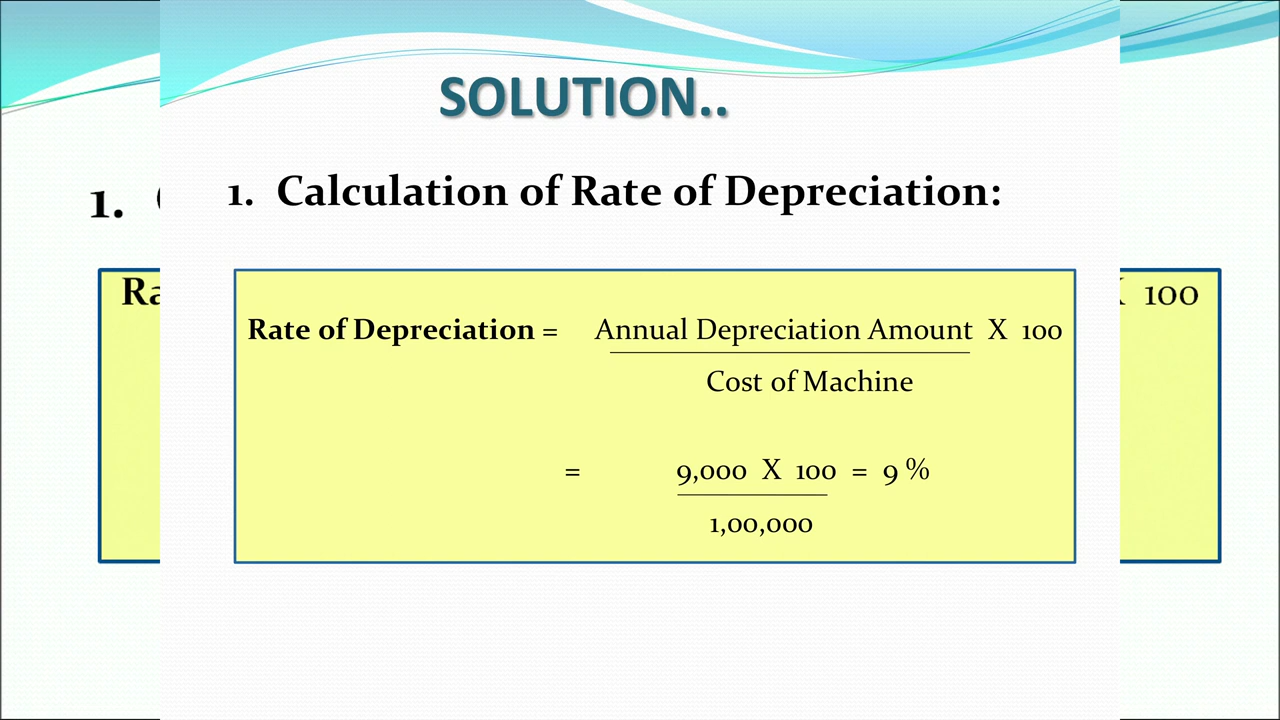 SOLUTION..
1. Calculation of Rate of Depreciation:
1.
Ra
X 100
Rate of Depreciation = Annual Depreciation Amount X 100
Cost of Machine
= 9,000 X 100 = 9 %
1,00,000